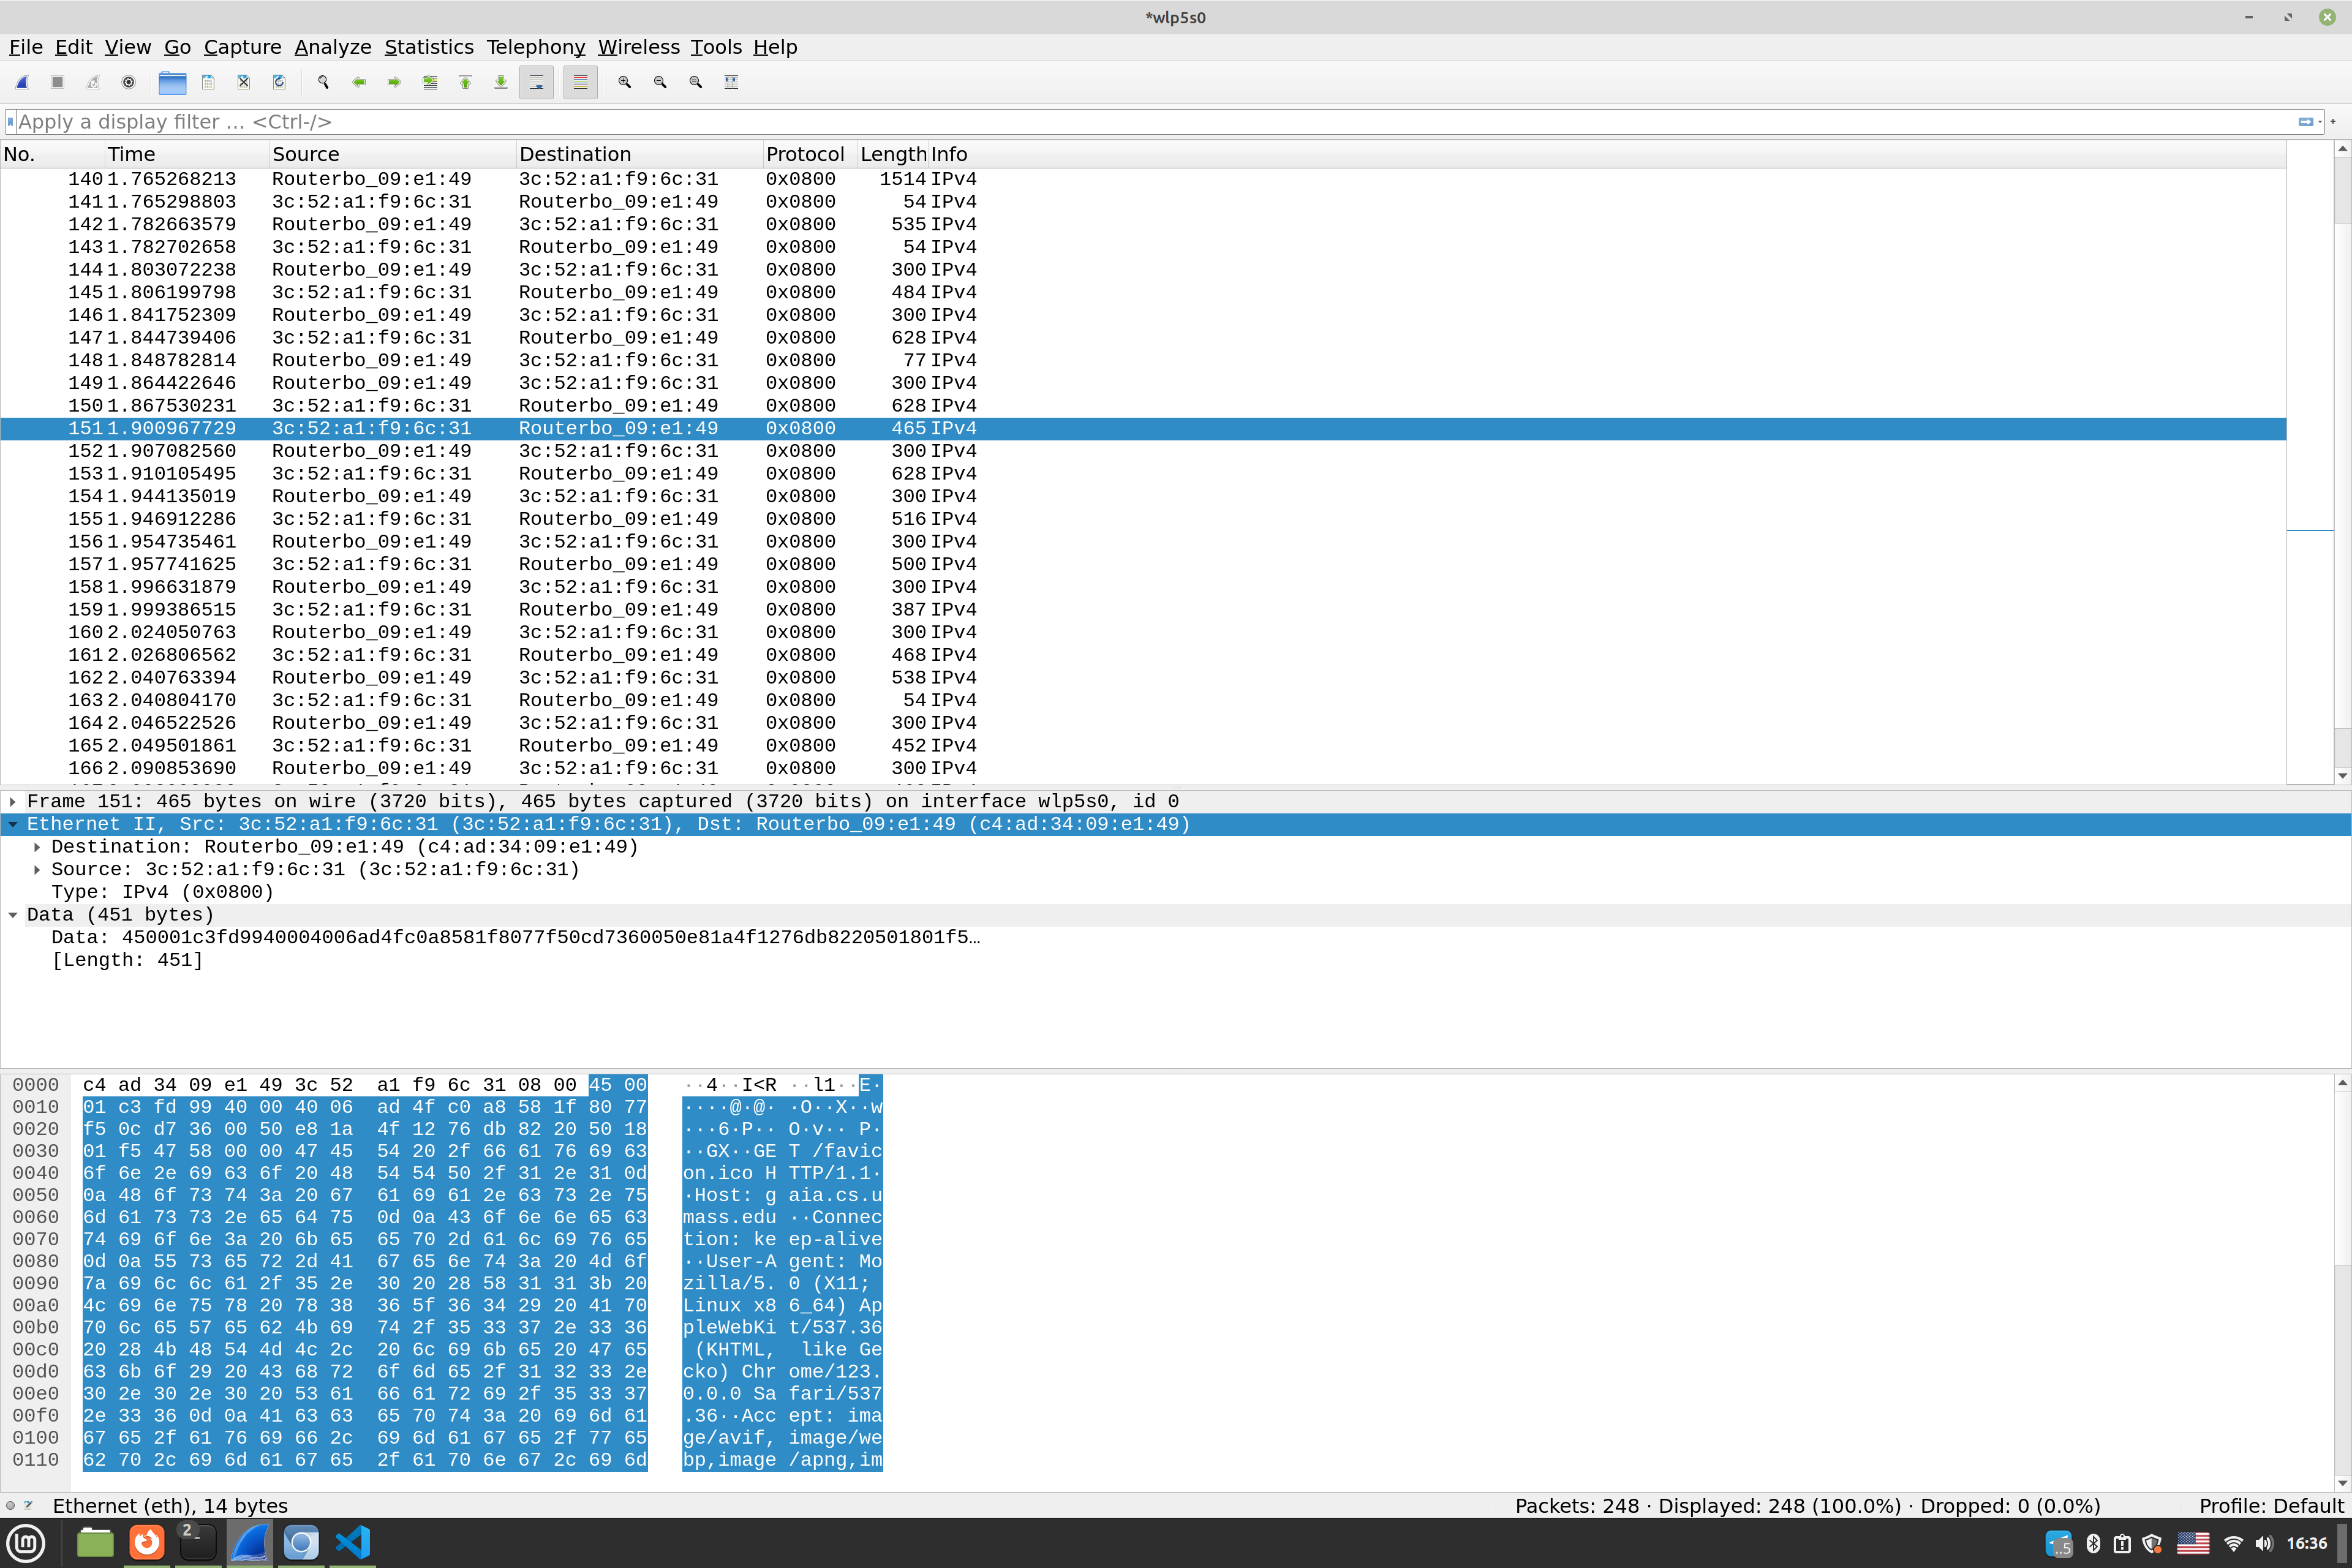 *wlp5s0
File Edit View Go Capture Analyze Statistics Telephony Wireless Tools Help
Apply a display filter … <Ctrl-/>
No. Time Source Destination Protocol Length Info
140 1.765268213 Routerbo_09:e1:49 3c:52:a1:f9:6c:31 0x0800 1514 IPv4
141 1.765298803 3c:52:a1:f9:6c:31 Routerbo_09:e1:49 0x0800 54 IPv4
142 1.782663579 Routerbo_09:e1:49 3c:52:a1:f9:6c:31 0x0800 535 IPv4
143 1.782702658 3c:52:a1:f9:6c:31 Routerbo_09:e1:49 0x0800 54 IPv4
144 1.803072238 Routerbo_09:e1:49 3c:52:a1:f9:6c:31 0x0800 300 IPv4
145 1.806199798 3c:52:a1:f9:6c:31 Routerbo_09:e1:49 0x0800 484 IPv4
146 1.841752309 Routerbo_09:e1:49 3c:52:a1:f9:6c:31 0x0800 300 IPv4
147 1.844739406 3c:52:a1:f9:6c:31 Routerbo_09:e1:49 0x0800 628 IPv4
148 1.848782814 Routerbo_09:e1:49 3c:52:a1:f9:6c:31 0x0800 77 IPv4
149 1.864422646 Routerbo_09:e1:49 3c:52:a1:f9:6c:31 0x0800 300 IPv4
150 1.867530231 3c:52:a1:f9:6c:31 Routerbo_09:e1:49 0x0800 628 IPv4
151 1.900967729 3c:52:a1:f9:6c:31 Routerbo_09:e1:49 0x0800 465 IPv4
152 1.907082560 Routerbo_09:e1:49 3c:52:a1:f9:6c:31 0x0800 300 IPv4
153 1.910105495 3c:52:a1:f9:6c:31 Routerbo_09:e1:49 0x0800 628 IPv4
154 1.944135019 Routerbo_09:e1:49 3c:52:a1:f9:6c:31 0x0800 300 IPv4
155 1.946912286 3c:52:a1:f9:6c:31 Routerbo_09:e1:49 0x0800 516 IPv4
156 1.954735461 Routerbo_09:e1:49 3c:52:a1:f9:6c:31 0x0800 300 IPv4
157 1.957741625 3c:52:a1:f9:6c:31 Routerbo_09:e1:49 0x0800 500 IPv4
158 1.996631879 Routerbo_09:e1:49 3c:52:a1:f9:6c:31 0x0800 300 IPv4
159 1.999386515 3c:52:a1:f9:6c:31 Routerbo_09:e1:49 0x0800 387 IPv4
160 2.024050763 Routerbo_09:e1:49 3c:52:a1:f9:6c:31 0x0800 300 IPv4
161 2.026806562 3c:52:a1:f9:6c:31 Routerbo_09:e1:49 0x0800 468 IPv4
162 2.040763394 Routerbo_09:e1:49 3c:52:a1:f9:6c:31 0x0800 538 IPv4
163 2.040804170 3c:52:a1:f9:6c:31 Routerbo_09:e1:49 0x0800 54 IPv4
164 2.046522526 Routerbo_09:e1:49 3c:52:a1:f9:6c:31 0x0800 300 IPv4
165 2.049501861 3c:52:a1:f9:6c:31 Routerbo_09:e1:49 0x0800 452 IPv4
166 2.090853690 Routerbo_09:e1:49 3c:52:a1:f9:6c:31 0x0800 300 IPv4
Frame 151: 465 bytes on wire (3720 bits), 465 bytes captured (3720 bits) on interface wlp5s0, id 0
Ethernet II, Src: 3c:52:a1:f9:6c:31 (3c:52:a1:f9:6c:31), Dst: Routerbo_09:e1:49 (c4:ad:34:09:e1:49)
Destination: Routerbo_09:e1:49 (c4:ad:34:09:e1:49)
Source: 3c:52:a1:f9:6c:31 (3c:52:a1:f9:6c:31)
Type: IPv4 (0x0800)
Data (451 bytes)
Data: 450001c3fd9940004006ad4fc0a8581f8077f50cd7360050e81a4f1276db8220501801f5…
[Length: 451]
0000 c4 ad 34 09 e1 49 3c 52 a1 f9 6c 31 08 00 45 00 ··4··I<R ··l1··E·
0010 01 c3 fd 99 40 00 40 06 ad 4f c0 a8 58 1f 80 77 ····@·@· ·O··X··w
0020 f5 0c d7 36 00 50 e8 1a 4f 12 76 db 82 20 50 18 ···6·P·· O·v·· P·
0030 01 f5 47 58 00 00 47 45 54 20 2f 66 61 76 69 63 ··GX··GE T /favic
0040 6f 6e 2e 69 63 6f 20 48 54 54 50 2f 31 2e 31 0d on.ico H TTP/1.1·
0050 0a 48 6f 73 74 3a 20 67 61 69 61 2e 63 73 2e 75 ·Host: g aia.cs.u
0060 6d 61 73 73 2e 65 64 75 0d 0a 43 6f 6e 6e 65 63 mass.edu ··Connec
0070 74 69 6f 6e 3a 20 6b 65 65 70 2d 61 6c 69 76 65 tion: ke ep-alive
0080 0d 0a 55 73 65 72 2d 41 67 65 6e 74 3a 20 4d 6f ··User-A gent: Mo
0090 7a 69 6c 6c 61 2f 35 2e 30 20 28 58 31 31 3b 20 zilla/5. 0 (X11;
00a0 4c 69 6e 75 78 20 78 38 36 5f 36 34 29 20 41 70 Linux x8 6_64) Ap
00b0 70 6c 65 57 65 62 4b 69 74 2f 35 33 37 2e 33 36 pleWebKi t/537.36
00c0 20 28 4b 48 54 4d 4c 2c 20 6c 69 6b 65 20 47 65 (KHTML, like Ge
00d0 63 6b 6f 29 20 43 68 72 6f 6d 65 2f 31 32 33 2e cko) Chr ome/123.
00e0 30 2e 30 2e 30 20 53 61 66 61 72 69 2f 35 33 37 0.0.0 Sa fari/537
00f0 2e 33 36 0d 0a 41 63 63 65 70 74 3a 20 69 6d 61 .36··Acc ept: ima
0100 67 65 2f 61 76 69 66 2c 69 6d 61 67 65 2f 77 65 ge/avif, image/we
0110 62 70 2c 69 6d 61 67 65 2f 61 70 6e 67 2c 69 6d bp,image /apng,im
Ethernet (eth), 14 bytes Packets: 248 · Displayed: 248 (100.0%) · Dropped: 0 (0.0%) Profile: Default
2 ..5 16:36